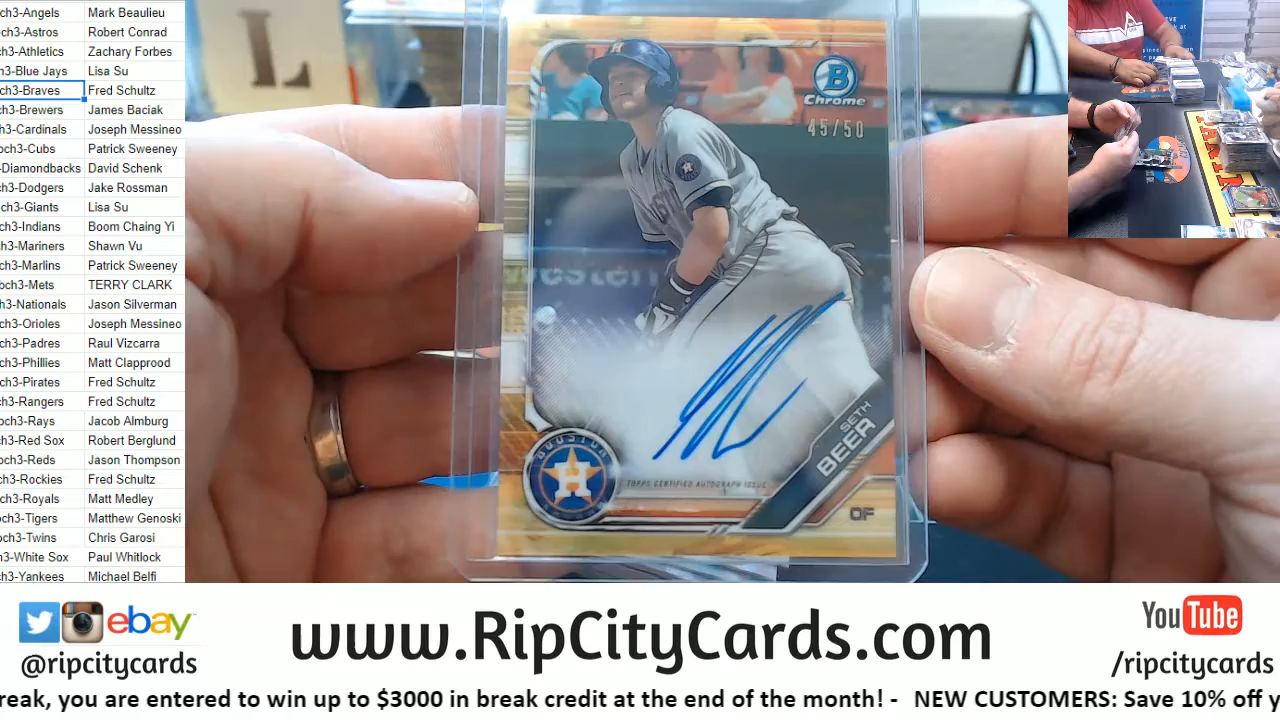 ch3-Angels Mark Beaulieu
ch3-Astros Robert Conrad
ch3-Athletics Zachary Forbes
h3-Blue Jays Lisa Su
ch3-Braves Fred Schultz
ch3-Brewers James Baciak
ch3-Cardinals Joseph Messineo
och3-Cubs Patrick Sweeney
-Diamondbacks David Schenk
ch3-Dodgers Jake Rossman
ch3-Giants Lisa Su
ch3-Indians Boom Chaing Yi
ch3-Mariners Shawn Vu
ch3-Marlins Patrick Sweeney
och3-Mets TERRY CLARK
ch3-Nationals Jason Silverman
ch3-Orioles Joseph Messineo
ch3-Padres Raul Vizcarra
ch3-Phillies Matt Clapprood
ch3-Pirates Fred Schultz
ch3-Rangers Fred Schultz
och3-Rays Jacob Almburg
ch3-Red Sox Robert Berglund
och3-Reds Jason Thompson
ch3-Rockies Fred Schultz
ch3-Royals Matt Medley
och3-Tigers Matthew Genoski
och3-Twins Chris Garosi
h3-White Sox Paul Whitlock
ch3-Yankees Michael Belfi
L
B
Chrome
45/50
HOUSTON
H
TOPPS CERTIFIED AUTOGRAPH ISSUE
SETH
BEER
OF
ebay
@ripcitycards
www.RipCityCards.com
YouTube
/ripcitycards
reak, you are entered to win up to $3000 in break credit at the end of the month! - NEW CUSTOMERS: Save 10% off y